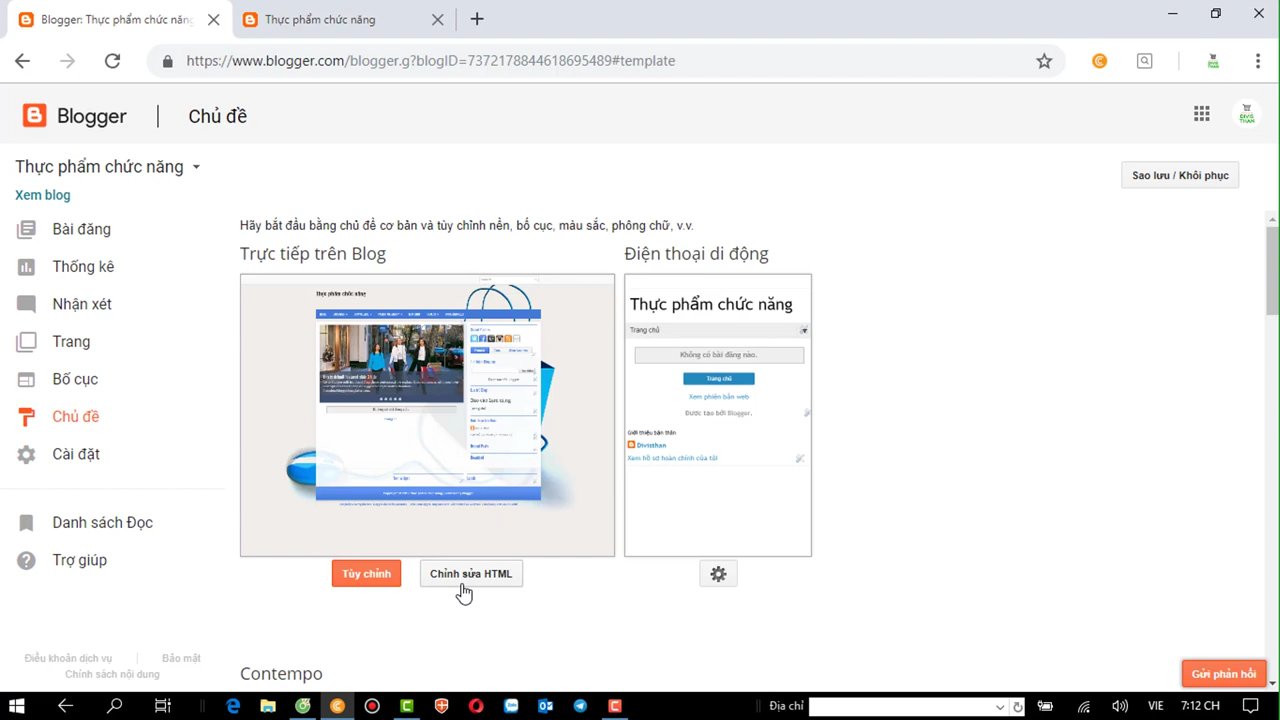 Blogger: Thực phẩm chức năng
Thực phẩm chức năng
https://www.blogger.com/blogger.g?blogID=7372178844618695489#template
Blogger
Chủ đề
Thực phẩm chức năng
Xem blog
Sao lưu / Khôi phục
Bài đăng
Thống kê
Nhận xét
Trang
Bố cục
Chủ đề
Cài đặt
Danh sách Đọc
Trợ giúp
Điều khoản dịch vụ
Bảo mật
Chính sách nội dung
Hãy bắt đầu bằng chủ đề cơ bản và tùy chỉnh nền, bố cục, màu sắc, phông chữ, v.v.
Trực tiếp trên Blog
Điện thoại di động
Thực phẩm chức năng
Thực phẩm chức năng
Trang chủ
Không có bài đăng nào.
Trang chủ
Xem phiên bản web
Được tạo bởi Blogger.
Giới thiệu bản thân
Divisthan
Xem hồ sơ hoàn chỉnh của tôi
Tùy chỉnh
Chỉnh sửa HTML
Contempo
Gửi phản hồi
Địa chỉ
VIE
7:12 CH